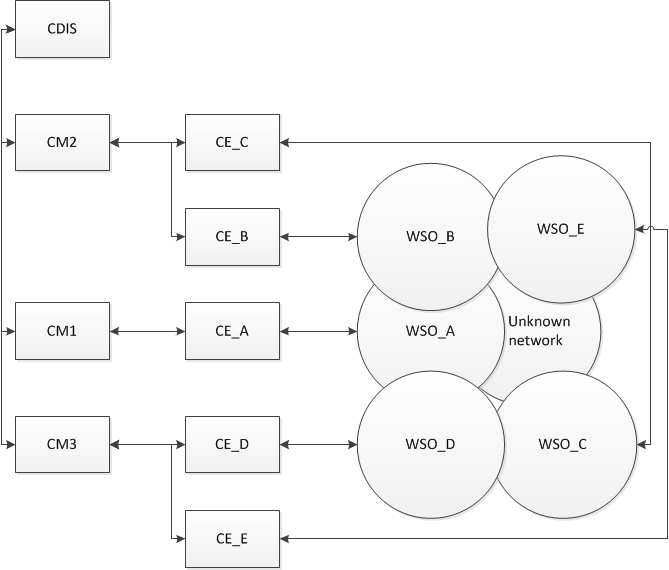 CDIS
CM2
CE_C
CE_B
WSO_B
WSO_E
CM1
CE_A
WSO_A
Unknown
network
CM3
CE_D
WSO_D
WSO_C
CE_E